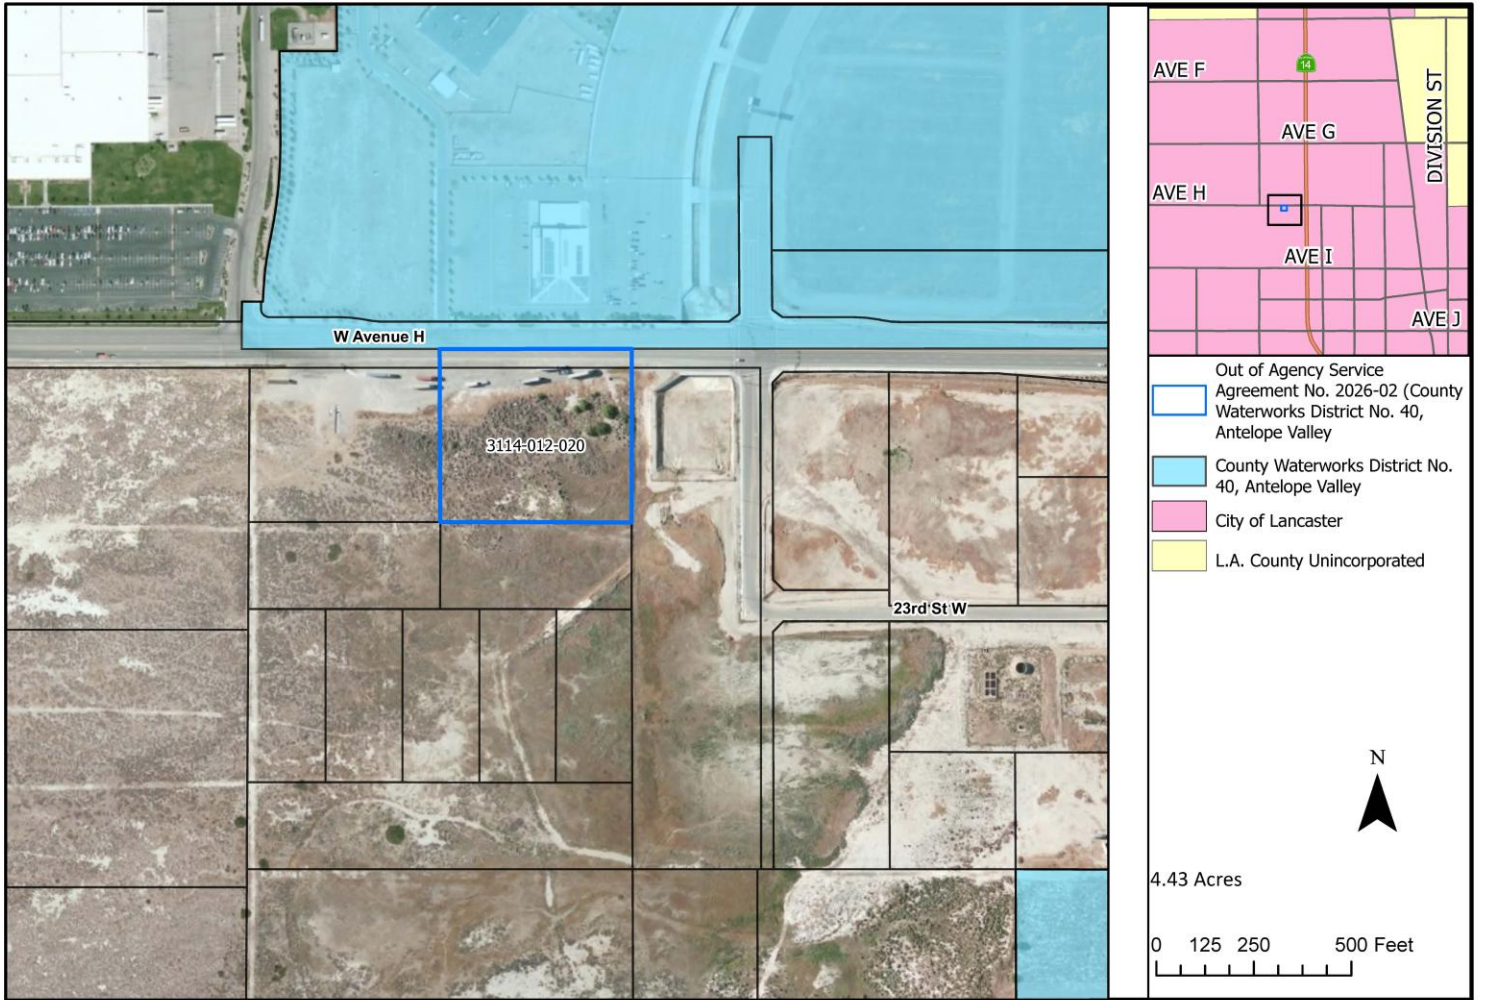 W Avenue H
3114-012-020
23rd St W
14
AVE F
AVE G
DIVISION ST
AVE H
AVE I
AVE J
Out of Agency Service
Agreement No. 2026-02 (County
Waterworks District No. 40,
Antelope Valley
County Waterworks District No.
40, Antelope Valley
City of Lancaster
L.A. County Unincorporated
N
4.43 Acres
0 125 250 500 Feet